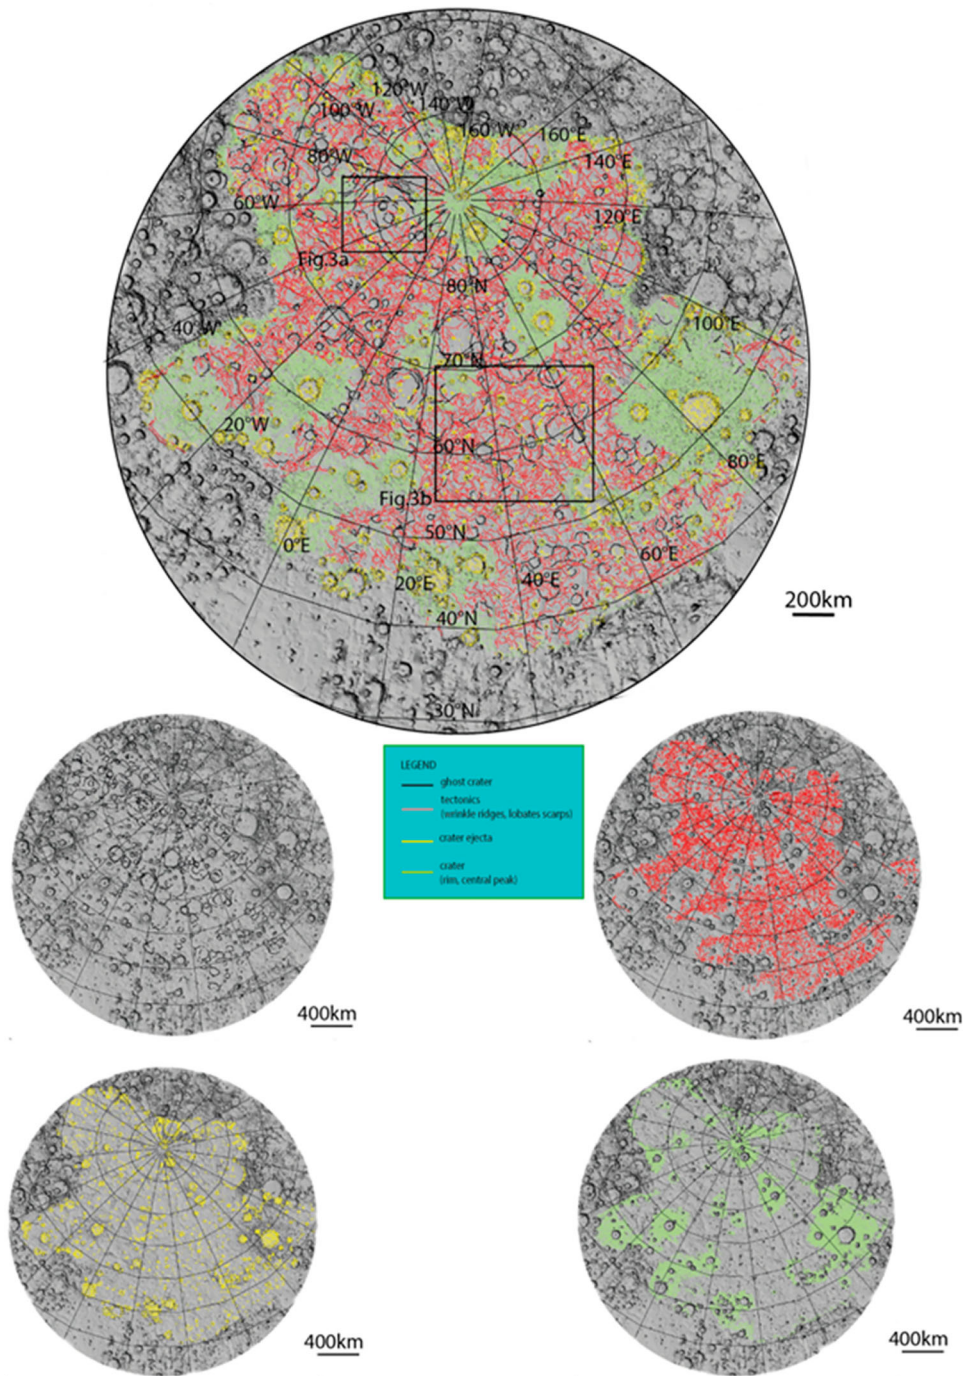 120°W
100°W
140°W
160°W
160°E
80°W
140°E
60°W
120°E
Fig.3a
80°N
40°W
100°E
70°N
20°W
60°N
80°E
Fig.3b
50°N
0°E
60°E
20°E
40°E
200km
40°N
30°N
LEGEND
ghost crater
tectonics
(wrinkle ridges, lobates scarps)
crater ejecta
crater
(rim, central peak)
400km
400km
400km
400km